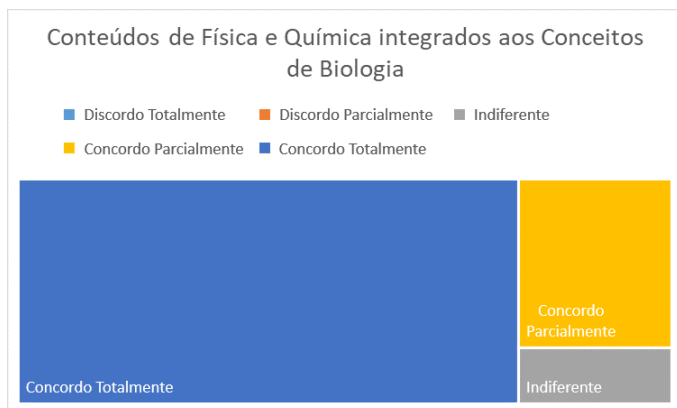 Conteúdos de Física e Química integrados aos Conceitos
de Biologia
Discordo Totalmente
Discordo Parcialmente
Indiferente
Concordo Parcialmente
Concordo Totalmente
Concordo Totalmente
Concordo
Parcialmente
Indiferente